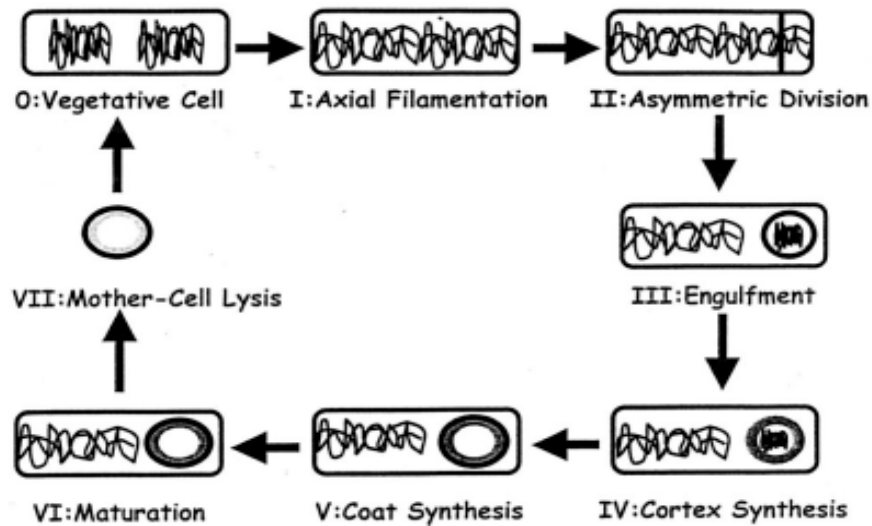 0:Vegetative Cell
I:Axial Filamentation
II:Asymmetric Division
III:Engulfment
VII:Mother-Cell Lysis
VI:Maturation
V:Coat Synthesis
IV:Cortex Synthesis